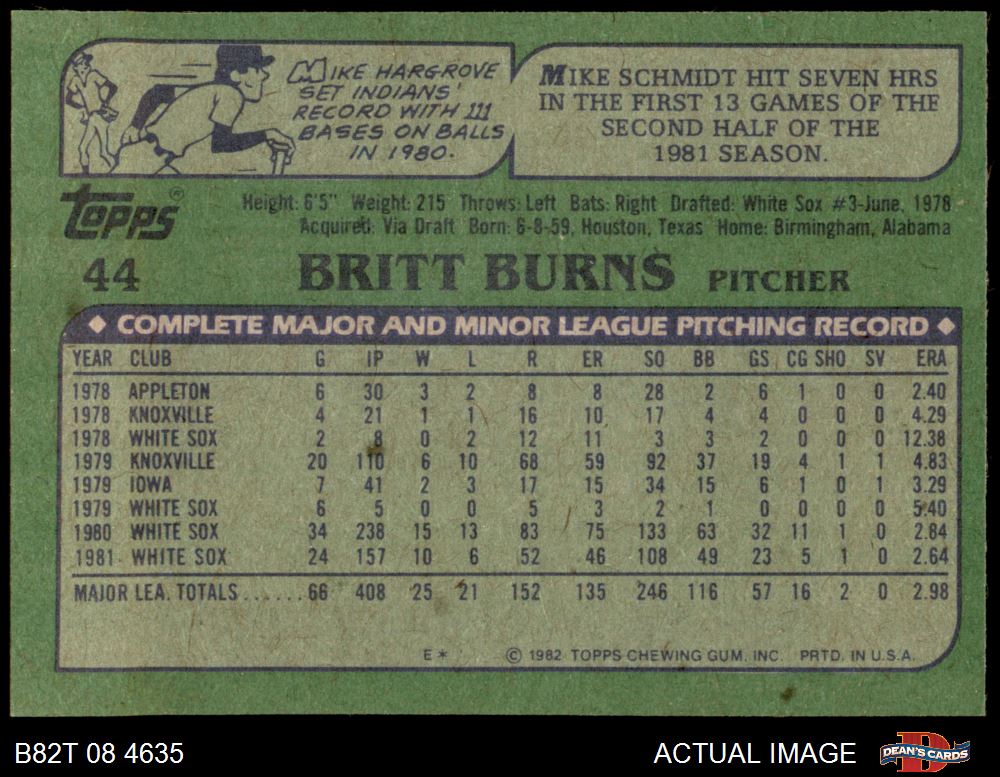 MIKE HARGROVE
SET INDIANS'
RECORD WITH 111
BASES ON BALLS
IN 1980.
MIKE SCHMIDT HIT SEVEN HRS
IN THE FIRST 13 GAMES OF THE
SECOND HALF OF THE
1981 SEASON.
TOPPS®
Height: 6'5" Weight: 215 Throws: Left Bats: Right Drafted: White Sox #3-June, 1978
Acquired: Via Draft Born: 6-8-59, Houston, Texas Home: Birmingham, Alabama
44 BRITT BURNS PITCHER
◆ COMPLETE MAJOR AND MINOR LEAGUE PITCHING RECORD ◆
YEAR CLUB G IP W L R ER SO BB GS CG SHO SV ERA
1978 APPLETON 6 30 3 2 8 8 28 2 6 1 0 0 2.40
1978 KNOXVILLE 4 21 1 1 16 10 17 4 4 0 0 0 4.29
1978 WHITE SOX 2 8 0 2 12 11 3 3 2 0 0 0 12.38
1979 KNOXVILLE 20 110 6 10 68 59 92 37 19 4 1 1 4.83
1979 IOWA 7 41 2 3 17 15 34 15 6 1 0 1 3.29
1979 WHITE SOX 6 5 0 0 5 3 2 1 0 0 0 0 5.40
1980 WHITE SOX 34 238 15 13 83 75 133 63 32 11 1 0 2.84
1981 WHITE SOX 24 157 10 6 52 46 108 49 23 5 1 0 2.64
MAJOR LEA. TOTALS......66 408 25 21 152 135 246 116 57 16 2 0 2.98
E* © 1982 TOPPS CHEWING GUM, INC. PRTD. IN U.S.A.
B82T 08 4635 ACTUAL IMAGE DEAN'S CARDS